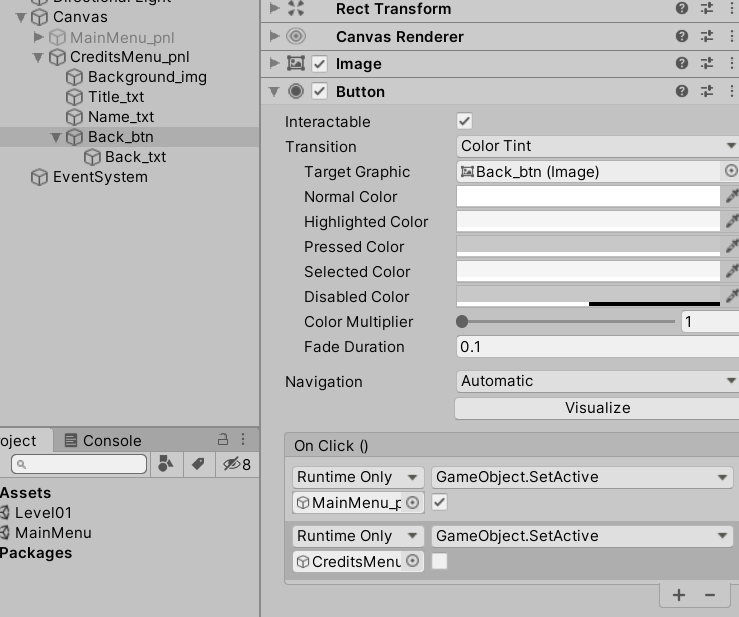 Canvas
MainMenu_pnl
CreditsMenu_pnl
Background_img
Title_txt
Name_txt
Back_btn
Back_txt
EventSystem
oject
Console
8
Assets
Level01
MainMenu
Packages
Rect Transform
Canvas Renderer
Image
Button
Interactable
Transition Color Tint
Target Graphic Back_btn (Image)
Normal Color
Highlighted Color
Pressed Color
Selected Color
Disabled Color
Color Multiplier 1
Fade Duration 0.1
Navigation Automatic
Visualize
On Click ()
Runtime Only GameObject.SetActive
MainMenu_p
Runtime Only GameObject.SetActive
CreditsMenu
+ −